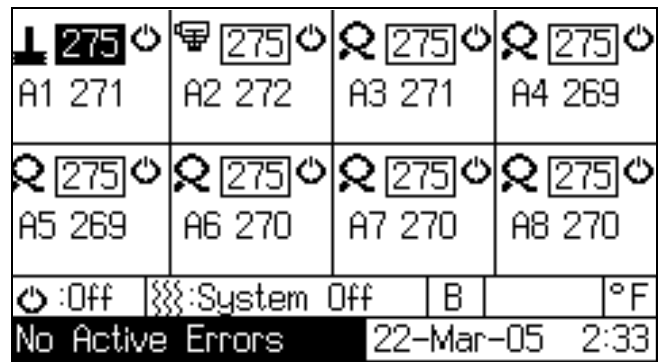 275 275 275 275
A1 271 A2 272 A3 271 A4 269
275 275 275 275
A5 269 A6 270 A7 270 A8 270
:Off :System Off B °F
No Active Errors 22-Mar-05 2:33